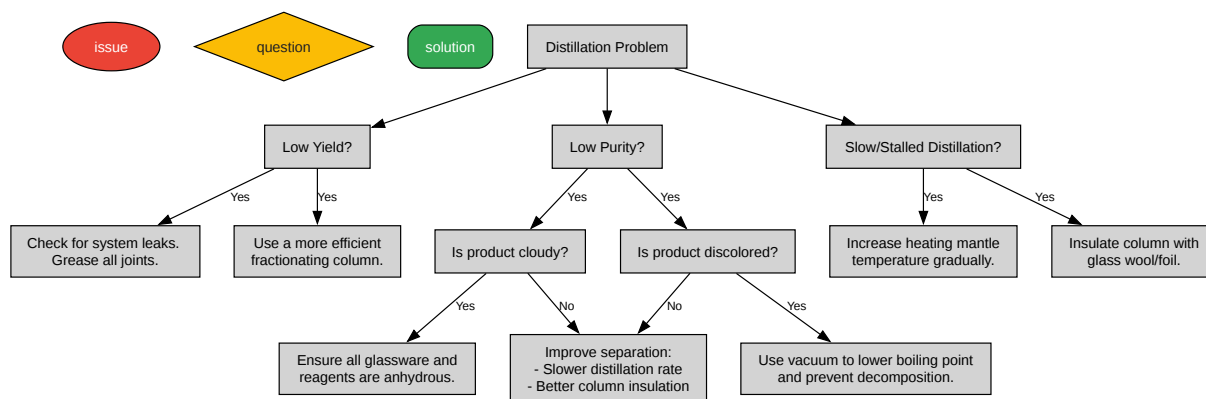 issue
question
solution
Distillation Problem
Low Yield?
Low Purity?
Slow/Stalled Distillation?
Yes
Yes
Yes
Yes
Yes
Yes
Check for system leaks.
Grease all joints.
Use a more efficient
fractionating column.
Is product cloudy?
Is product discolored?
Increase heating mantle
temperature gradually.
Insulate column with
glass wool/foil.
Yes
No
No
Yes
Ensure all glassware and
reagents are anhydrous.
Improve separation:
- Slower distillation rate
- Better column insulation
Use vacuum to lower boiling point
and prevent decomposition.